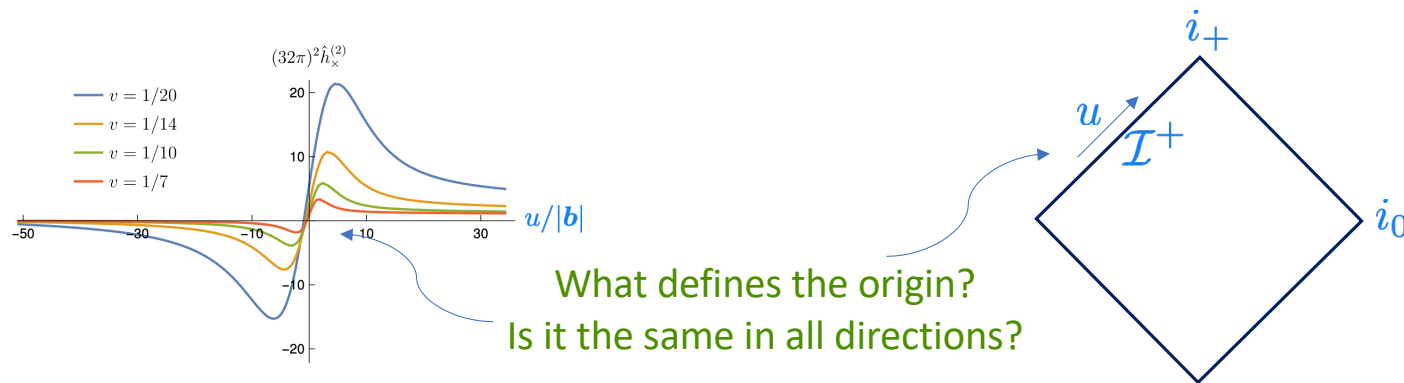 (32π)²ĥ×⁽²⁾
v = 1/20
v = 1/14
v = 1/10
v = 1/7
20
10
-10
-20
-50
-30
-10
10
30
u/|b|
What defines the origin?
Is it the same in all directions?
i₊
u
𝓘⁺
i₀